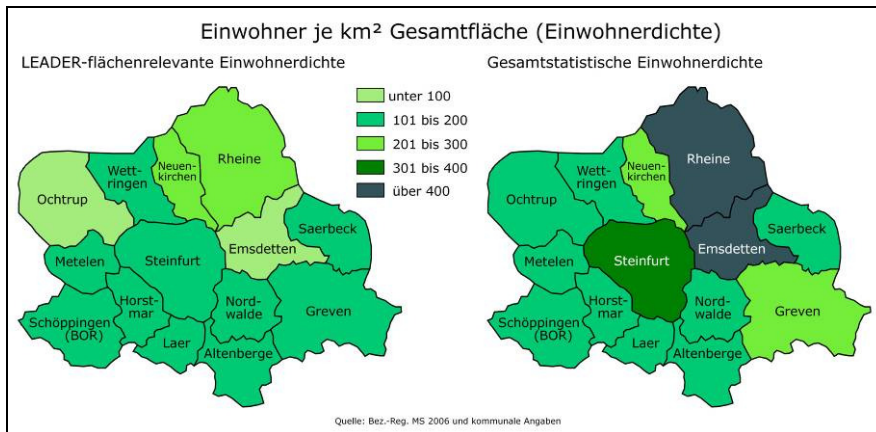 Einwohner je km² Gesamtfläche (Einwohnerdichte)
LEADER-flächenrelevante Einwohnerdichte
Gesamtstatistische Einwohnerdichte
unter 100
101 bis 200
201 bis 300
301 bis 400
über 400
Ochtrup
Wett-
ringen
Neuen-
kirchen
Rheine
Saerbeck
Emsdetten
Metelen
Steinfurt
Horst-
mar
Nord-
walde
Greven
Schöppingen
(BOR)
Laer
Altenberge
Ochtrup
Wett-
ringen
Neuen-
kirchen
Rheine
Saerbeck
Emsdetten
Metelen
Steinfurt
Horst-
mar
Nord-
walde
Greven
Schöppingen
(BOR)
Laer
Altenberge
Quelle: Bez.-Reg. MS 2006 und kommunale Angaben